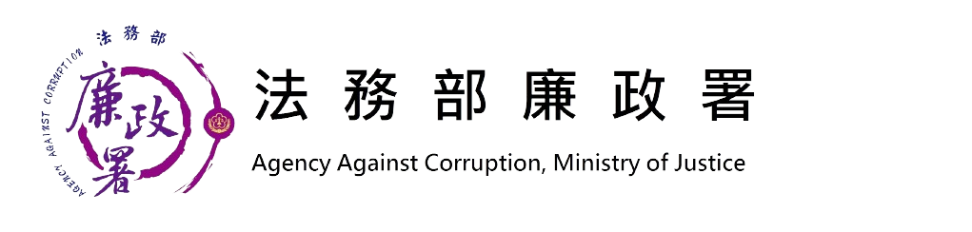 法務部
廉政署
AGENCY AGAINST CORRUPTION
法務部廉政署
Agency Against Corruption, Ministry of Justice